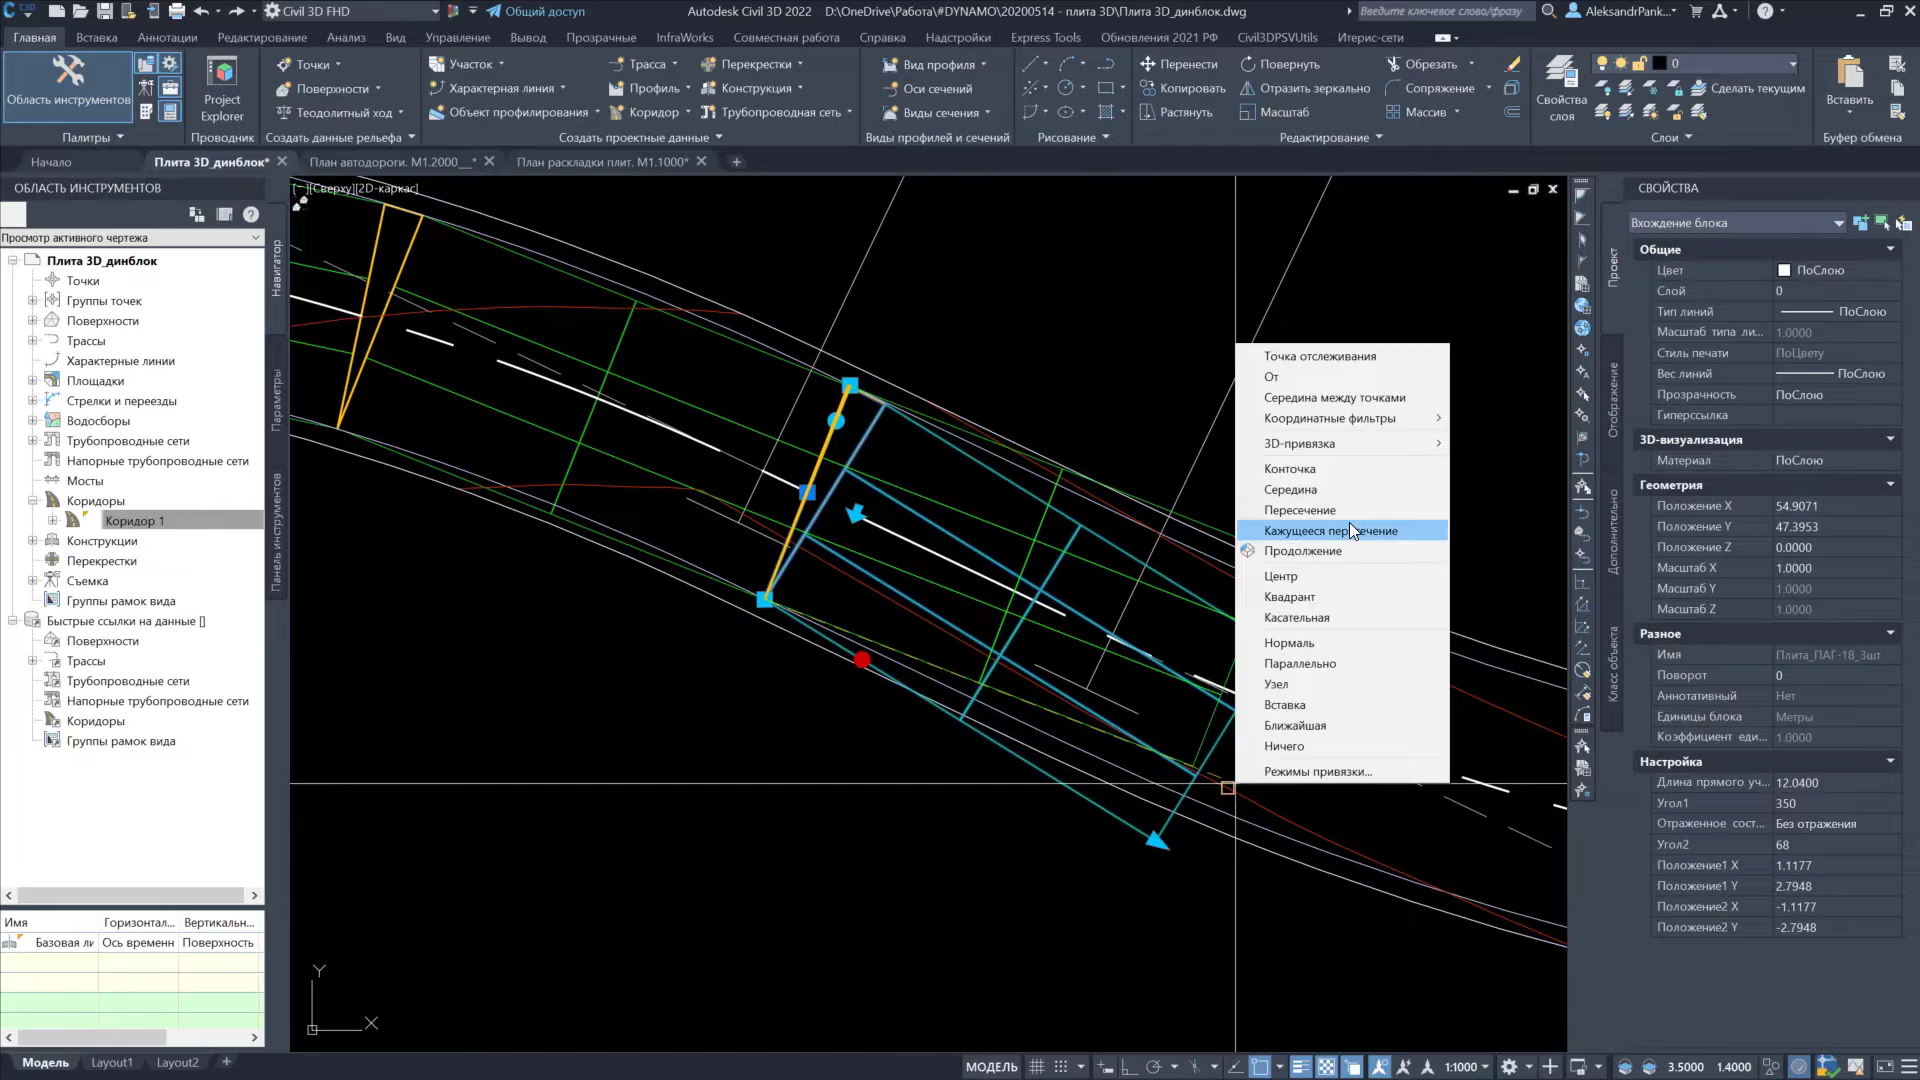 Civil 3D FHD
Общий доступ
Autodesk Civil 3D 2022 D:\OneDrive\Работа\#DYNAMO\20200514 - плита 3D\Плита 3D_динблок.dwg
Введите ключевое слово/фразу
AleksandrPank...
Главная
Вставка
Аннотации
Редактирование
Анализ
Вид
Управление
Вывод
Прозрачные
InfraWorks
Совместная работа
Справка
Надстройки
Express Tools
Обновления 2021 РФ
Civil3DPSVUtils
Итерис-сети
Область инструментов
Палитры
Project
Explorer
Проводник
Точки
Поверхности
Теодолитный ход
Создать данные рельефа
Участок
Характерная линия
Объект профилирования
Трасса
Профиль
Коридор
Перекрестки
Конструкция
Трубопроводная сеть
Создать проектные данные
Вид профиля
Оси сечений
Виды сечения
Виды профилей и сечений
Рисование
Перенести
Копировать
Растянуть
Повернуть
Отразить зеркально
Масштаб
Обрезать
Сопряжение
Массив
Редактирование
Свойства
слоя
0
Сделать текущим
Слои
Вставить
Буфер обмена
Начало
Плита 3D_динблок*
План автодороги. М1.2000__*
План раскладки плит. М1.1000*
ОБЛАСТЬ ИНСТРУМЕНТОВ
Просмотр активного чертежа
Плита 3D_динблок
Точки
Группы точек
Поверхности
Трассы
Характерные линии
Площадки
Стрелки и переезды
Водосборы
Трубопроводные сети
Напорные трубопроводные сети
Мосты
Коридоры
Коридор 1
Конструкции
Перекрестки
Съемка
Группы рамок вида
Быстрые ссылки на данные []
Поверхности
Трассы
Трубопроводные сети
Напорные трубопроводные сети
Коридоры
Группы рамок вида
Навигатор
Параметры
Панель инструментов
Имя Горизонтал... Вертикальн...
Базовая ли Ось временн Поверхность
[−][Сверху][2D-каркас]
Точка отслеживания
От
Середина между точками
Координатные фильтры
3D-привязка
Конточка
Середина
Пересечение
Кажущееся пересечение
Продолжение
Центр
Квадрант
Касательная
Нормаль
Параллельно
Узел
Вставка
Ближайшая
Ничего
Режимы привязки...
Y
X
СВОЙСТВА
Вхождение блока
Проект
Отображение
Дополнительно
Класс объекта
Общие
Цвет ПоСлою
Слой 0
Тип линий ПоСлою
Масштаб типа ли... 1.0000
Стиль печати ПоЦвету
Вес линий ПоСлою
Прозрачность ПоСлою
Гиперссылка
3D-визуализация
Материал ПоСлою
Геометрия
Положение X 54.9071
Положение Y 47.3953
Положение Z 0.0000
Масштаб X 1.0000
Масштаб Y 1.0000
Масштаб Z 1.0000
Разное
Имя Плита_ПАГ-18_3шт
Поворот 0
Аннотативный Нет
Единицы блока Метры
Коэффициент еди... 1.0000
Настройка
Длина прямого уч... 12.0400
Угол1 350
Отраженное сост... Без отражения
Угол2 68
Положение1 X 1.1177
Положение1 Y 2.7948
Положение2 X -1.1177
Положение2 Y -2.7948
Модель
Layout1
Layout2
МОДЕЛЬ
1:1000
3.5000
1.4000